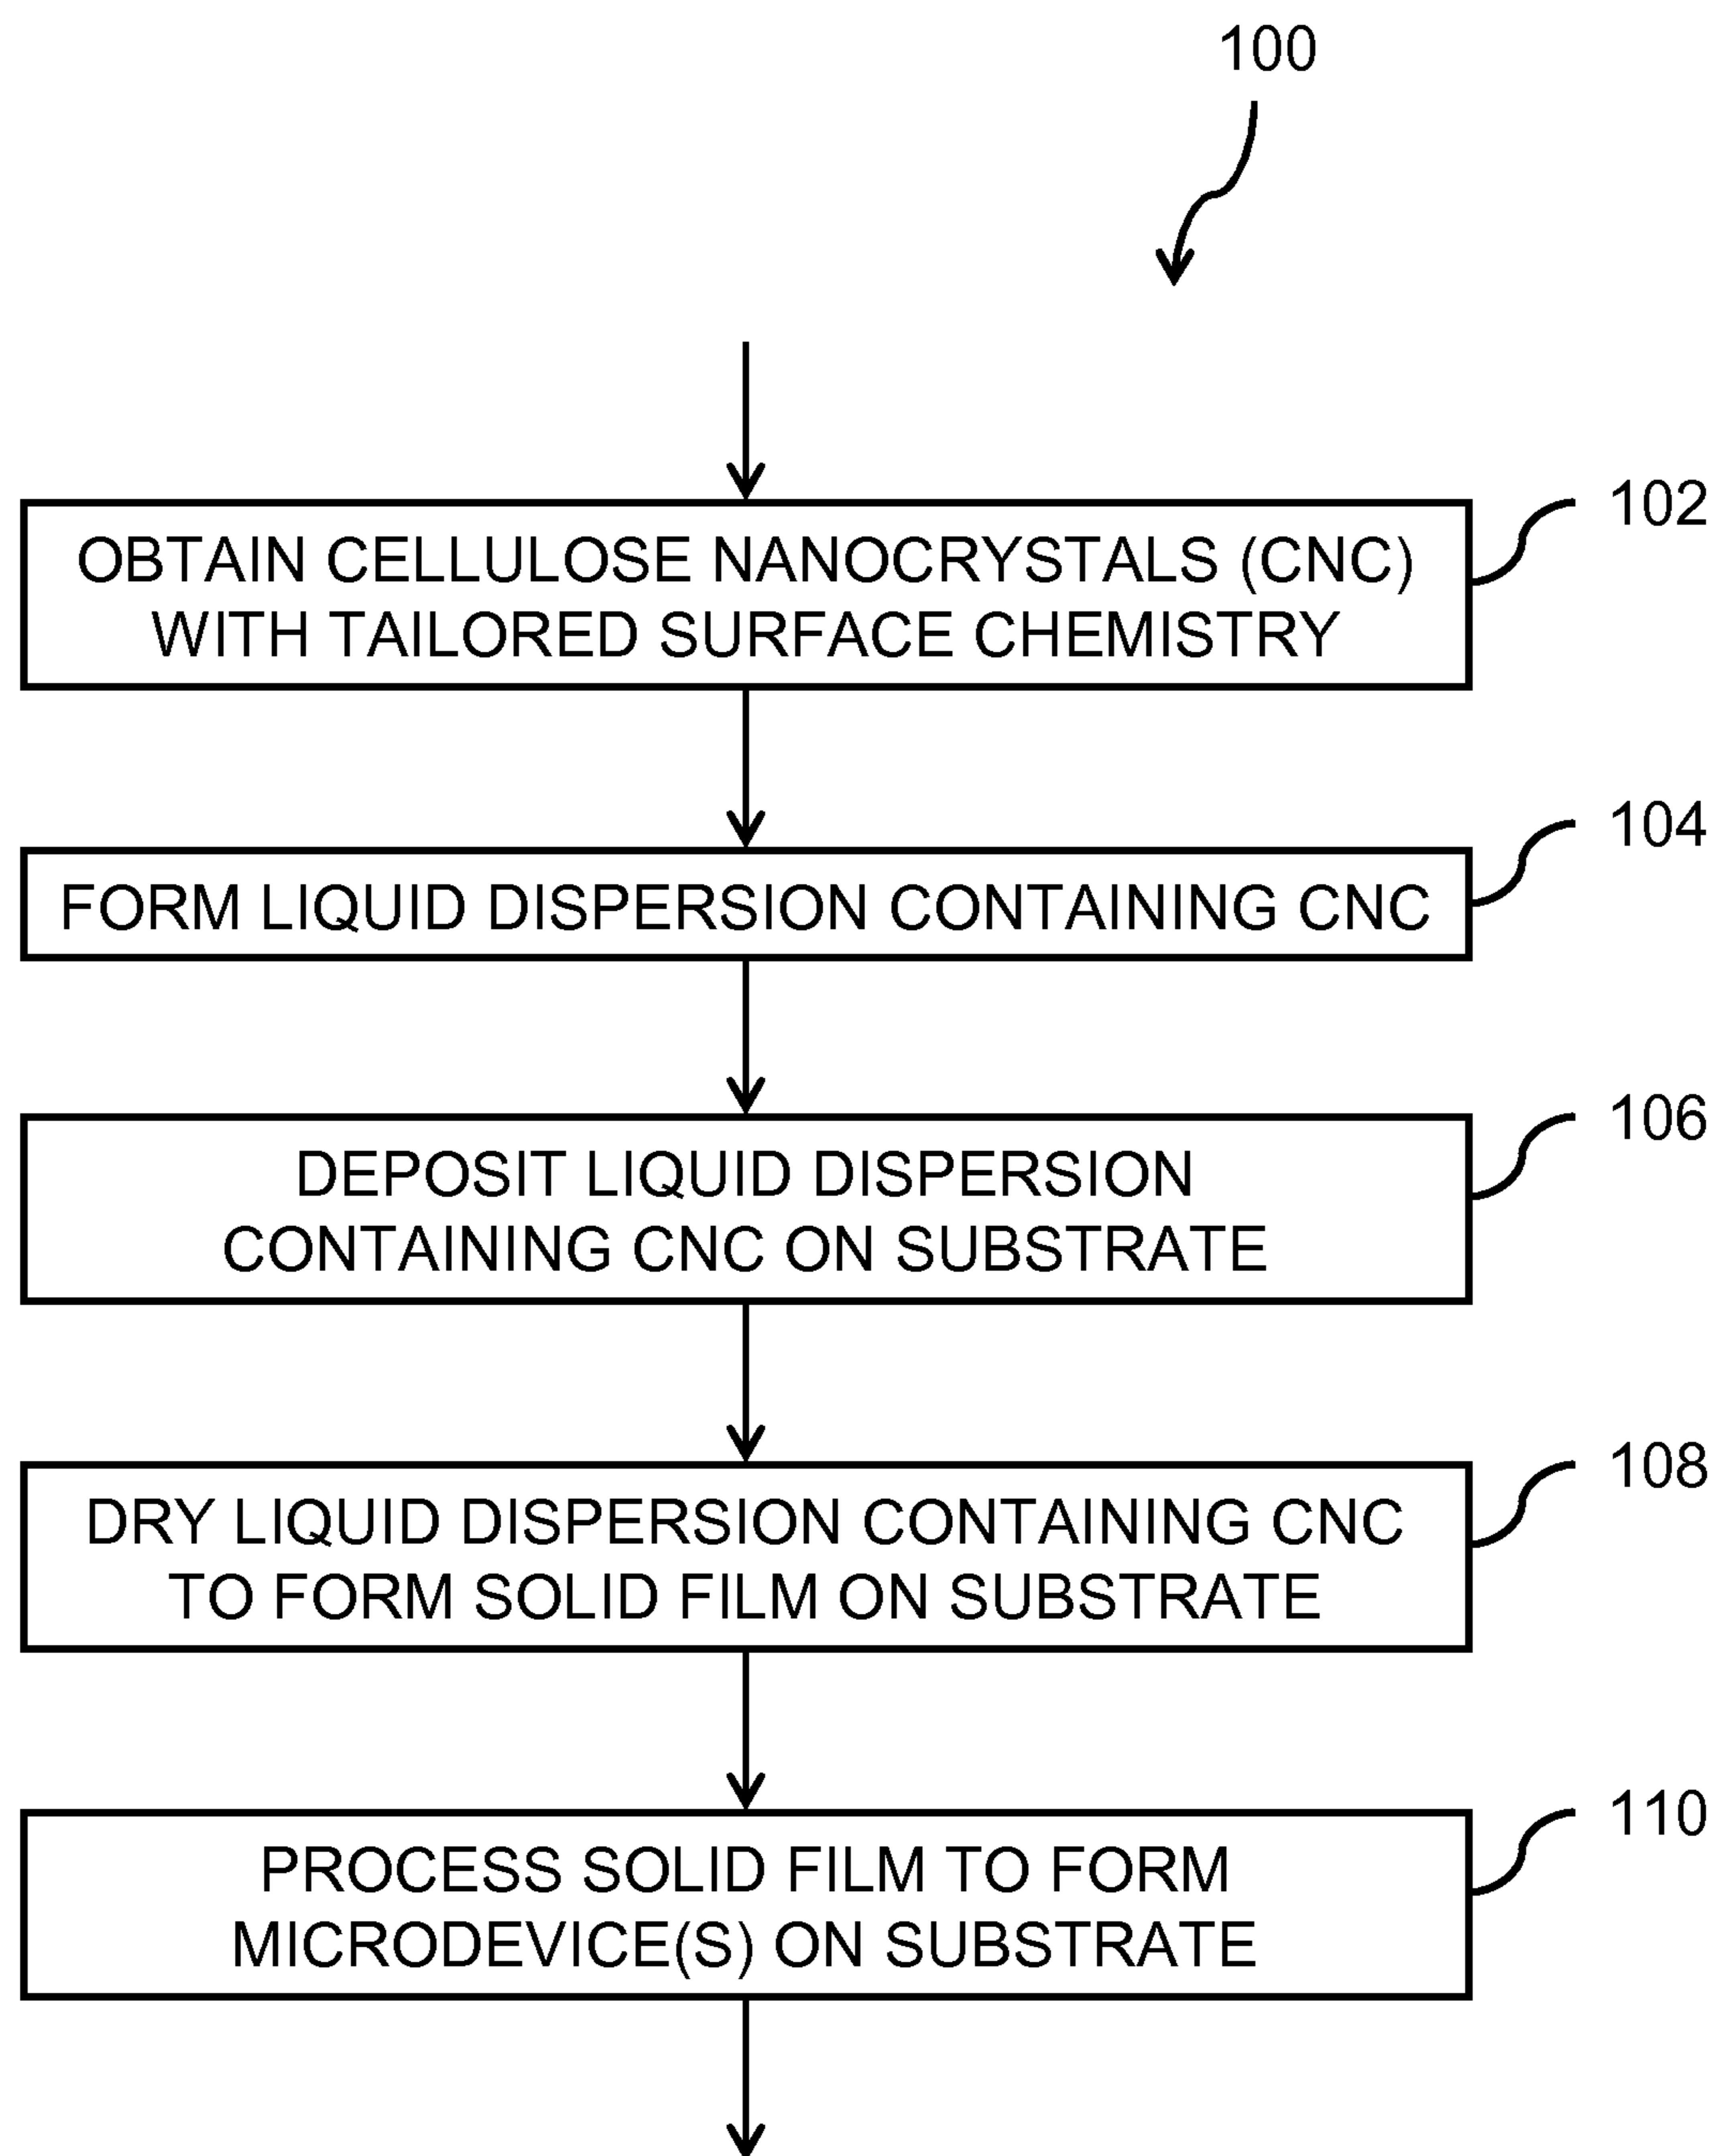 100
102
OBTAIN CELLULOSE NANOCRYSTALS (CNC)
WITH TAILORED SURFACE CHEMISTRY
104
FORM LIQUID DISPERSION CONTAINING CNC
106
DEPOSIT LIQUID DISPERSION
CONTAINING CNC ON SUBSTRATE
108
DRY LIQUID DISPERSION CONTAINING CNC
TO FORM SOLID FILM ON SUBSTRATE
110
PROCESS SOLID FILM TO FORM
MICRODEVICE(S) ON SUBSTRATE